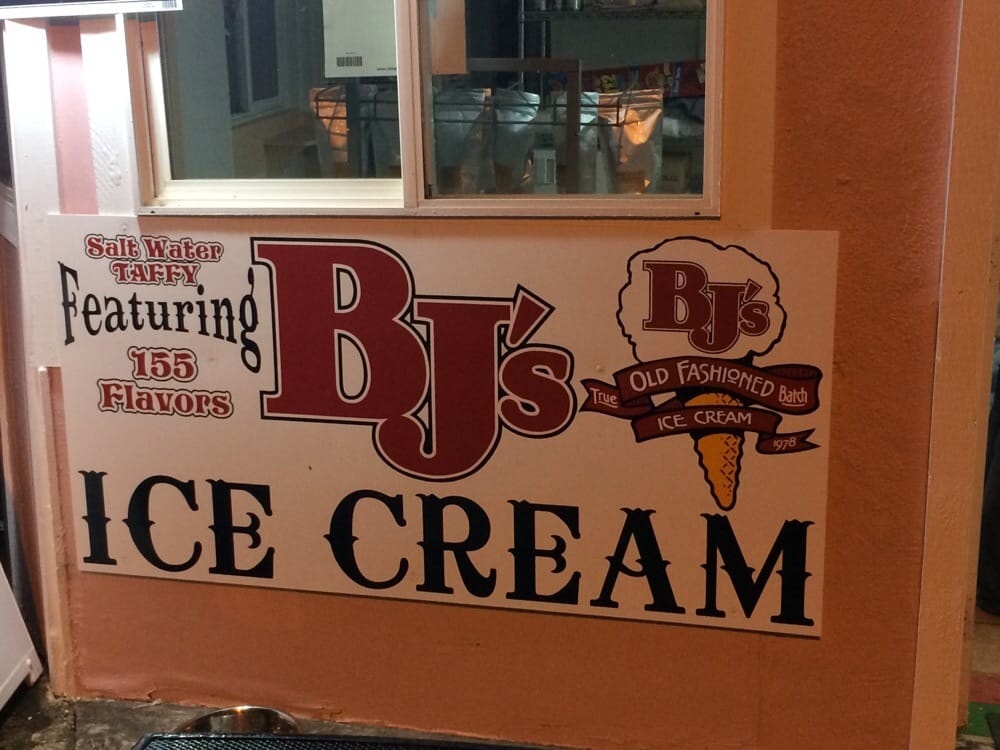 Salt Water
TAFFY
Featuring
155
Flavors
BJ's
BJ's
True OLD FASHIONED Batch
ICE CREAM
1978
ICE CREAM